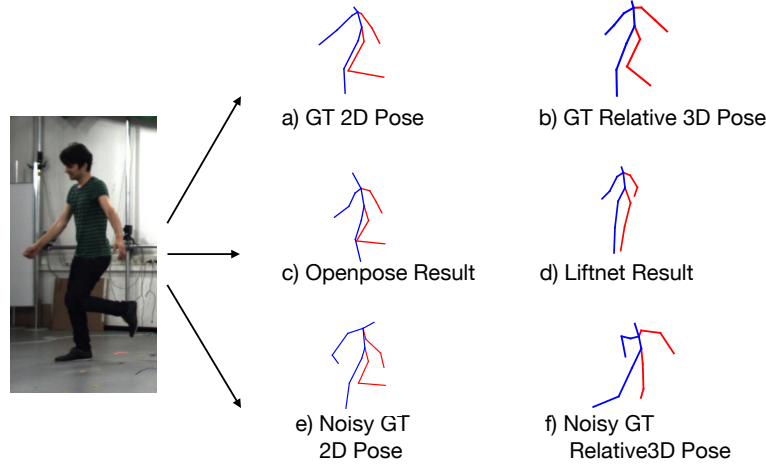 a) GT 2D Pose
b) GT Relative 3D Pose
c) Openpose Result
d) Liftnet Result
e) Noisy GT
2D Pose
f) Noisy GT
Relative3D Pose